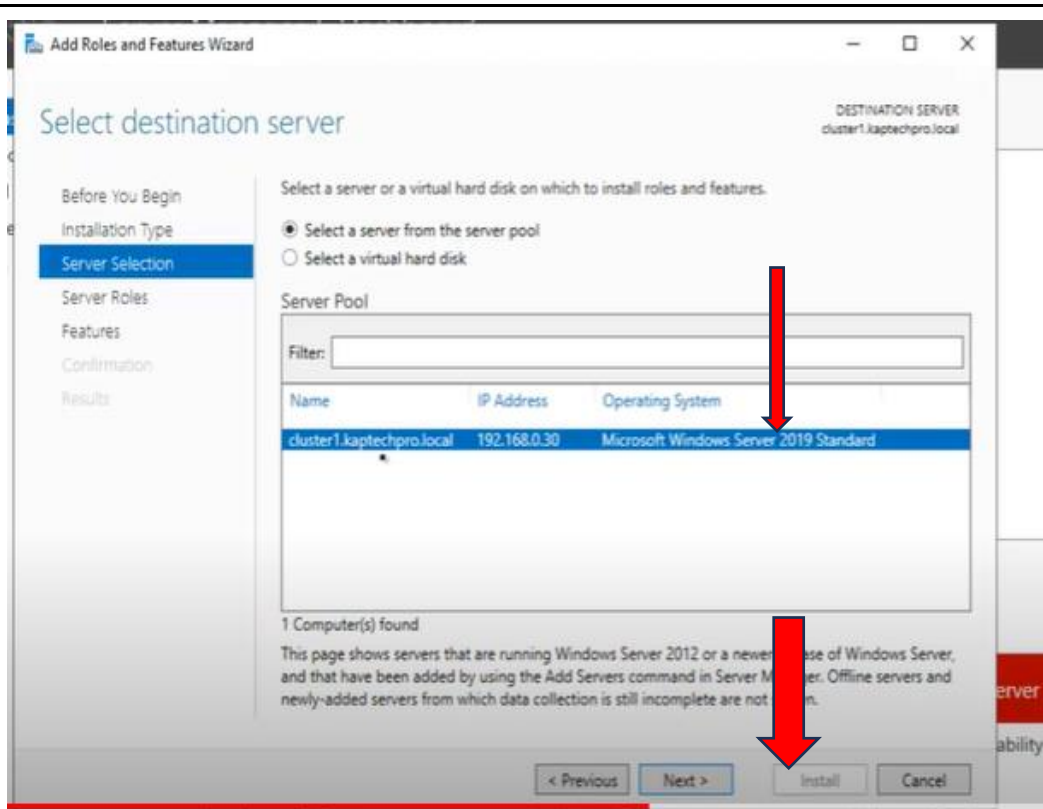 Add Roles and Features Wizard
Select destination server
DESTINATION SERVER
cluster1.kaptechpro.local
Before You Begin
Installation Type
Server Selection
Server Roles
Features
Confirmation
Results
Select a server or a virtual hard disk on which to install roles and features.
Select a server from the server pool
Select a virtual hard disk
Server Pool
Filter:
Name IP Address Operating System
cluster1.kaptechpro.local 192.168.0.30 Microsoft Windows Server 2019 Standard
1 Computer(s) found
This page shows servers that are running Windows Server 2012 or a newer of Windows Server,
and that have been added by using the Add Servers command in Server Offline servers and
newly-added servers from which data collection is still incomplete are not
< Previous Next > Install Cancel
erver
ability